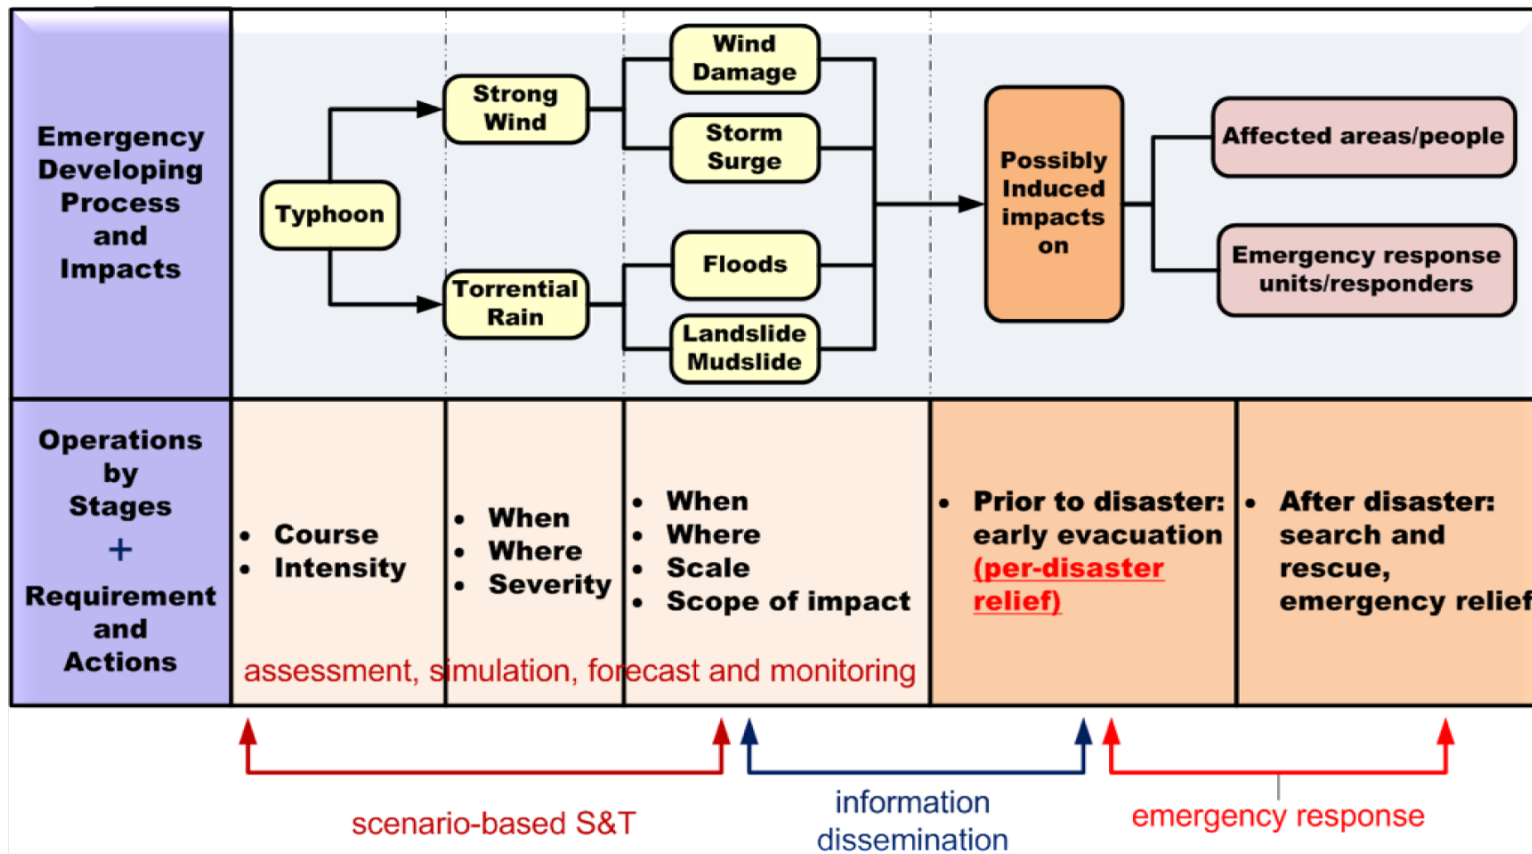 Emergency
Developing
Process
and
Impacts
Typhoon
Strong
Wind
Torrential
Rain
Wind
Damage
Storm
Surge
Floods
Landslide
Mudslide
Possibly
Induced
impacts
on
Affected areas/people
Emergency response
units/responders
Operations
by
Stages
+
Requirement
and
Actions
• Course
• Intensity
• When
• Where
• Severity
• When
• Where
• Scale
• Scope of impact
assessment, simulation, forecast and monitoring
• Prior to disaster:
early evacuation
(per-disaster
relief)
• After disaster:
search and
rescue,
emergency relief
scenario-based S&T
information
dissemination
emergency response